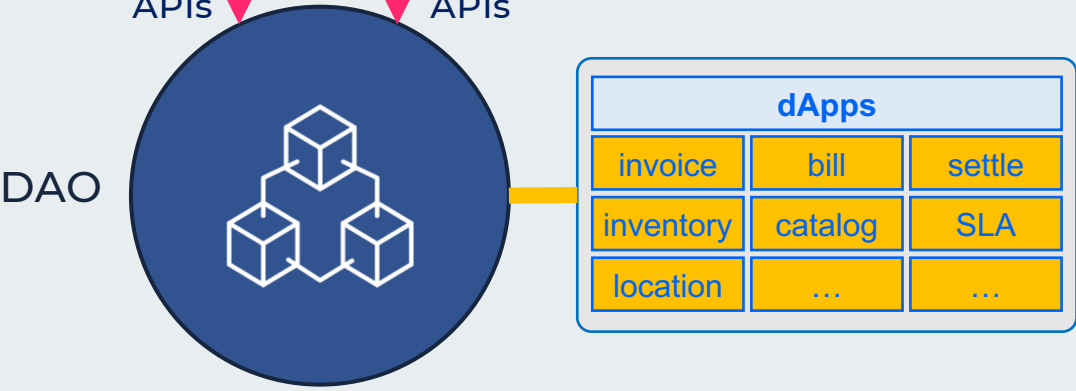 APIs APIs
DAO
dApps
invoice bill settle
inventory catalog SLA
location … …